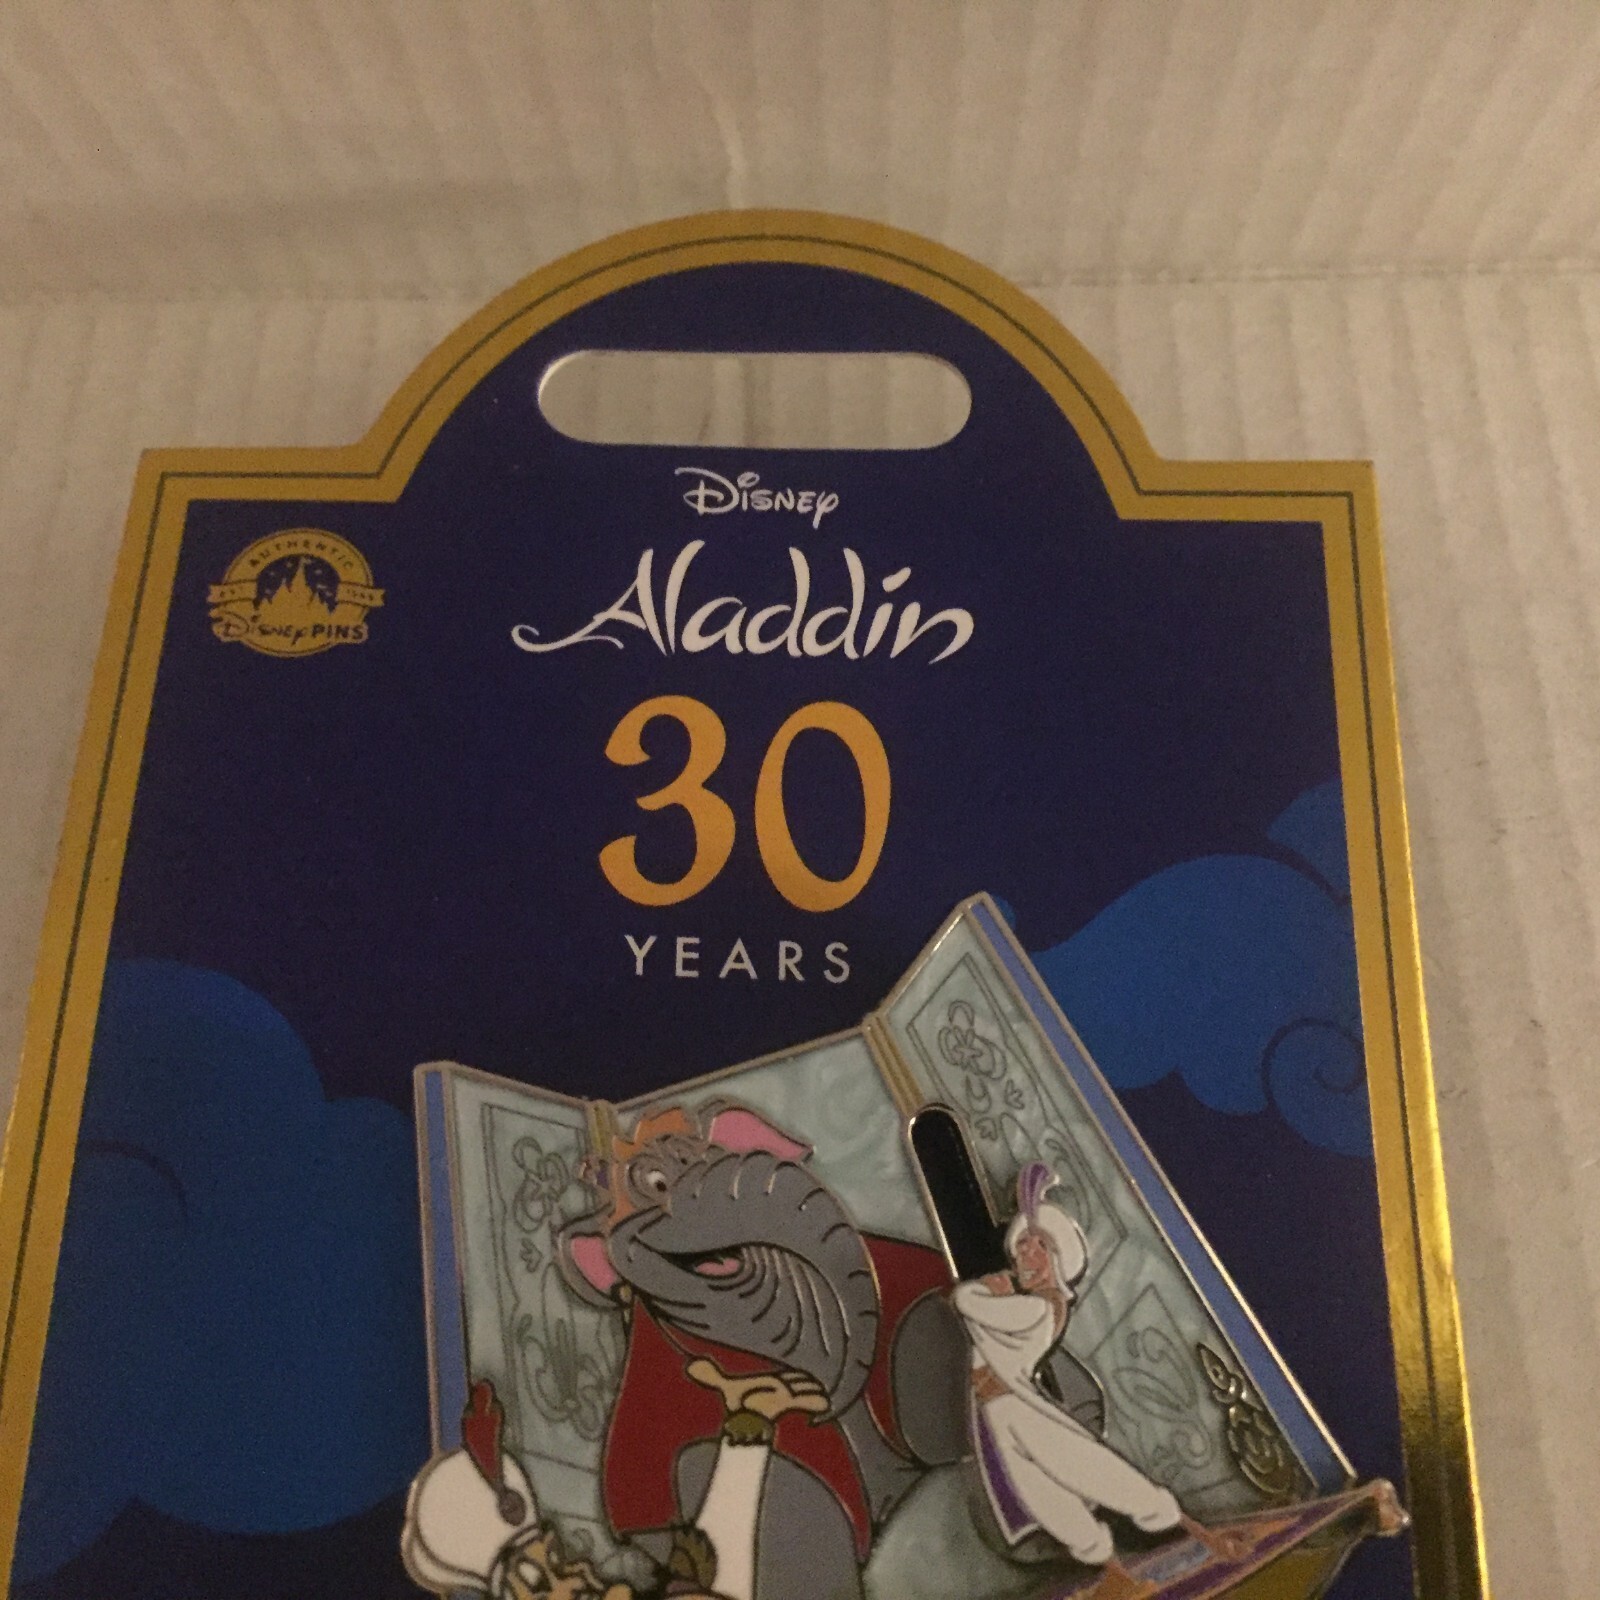 Disney
Aladdin
30
YEARS
AUTHENTIC
Disney PINS